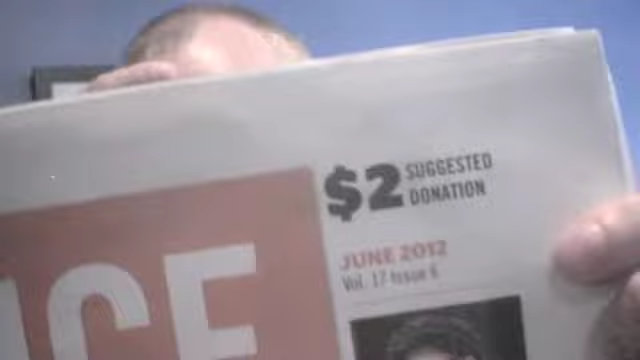 $2 SUGGESTED
DONATION
JUNE 2012
Vol. 17 Issue 6
ICE